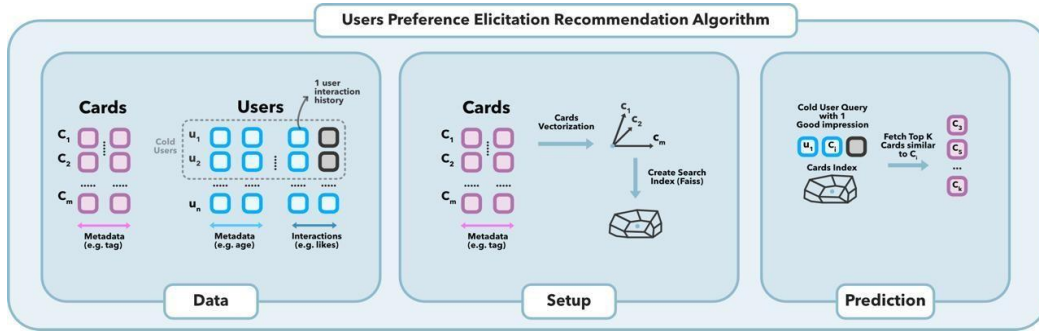 Users Preference Elicitation Recommendation Algorithm
1 user
interaction
history
Cards
Users
C1
C2
.....
.....
Cm
Cold
Users
u1
u2
.....
.....
.....
un
Metadata
(e.g. tag)
Metadata
(e.g. age)
Interactions
(e.g. likes)
Data
Cards
C1
C2
.....
.....
Cm
Metadata
(e.g. tag)
Cards
Vectorization
C1
C2
Cm
Create Search
Index (Faiss)
Setup
Cold User Query
with 1
Good impression
u1
Ci
Cards Index
Fetch Top K
Cards similar
to Ci
C3
C5
...
Ck
Prediction